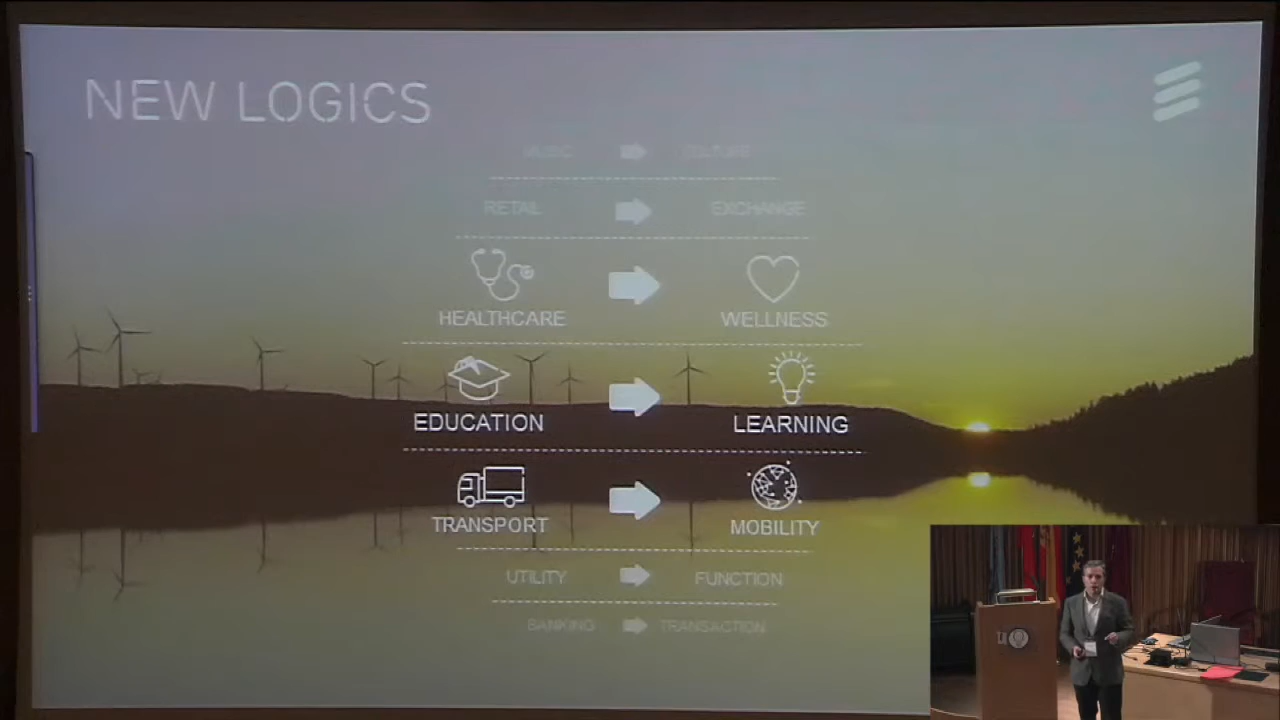 NEW LOGICS
MUSIC CULTURE
RETAIL EXCHANGE
HEALTHCARE WELLNESS
EDUCATION LEARNING
TRANSPORT MOBILITY
UTILITY FUNCTION
BANKING TRANSACTION